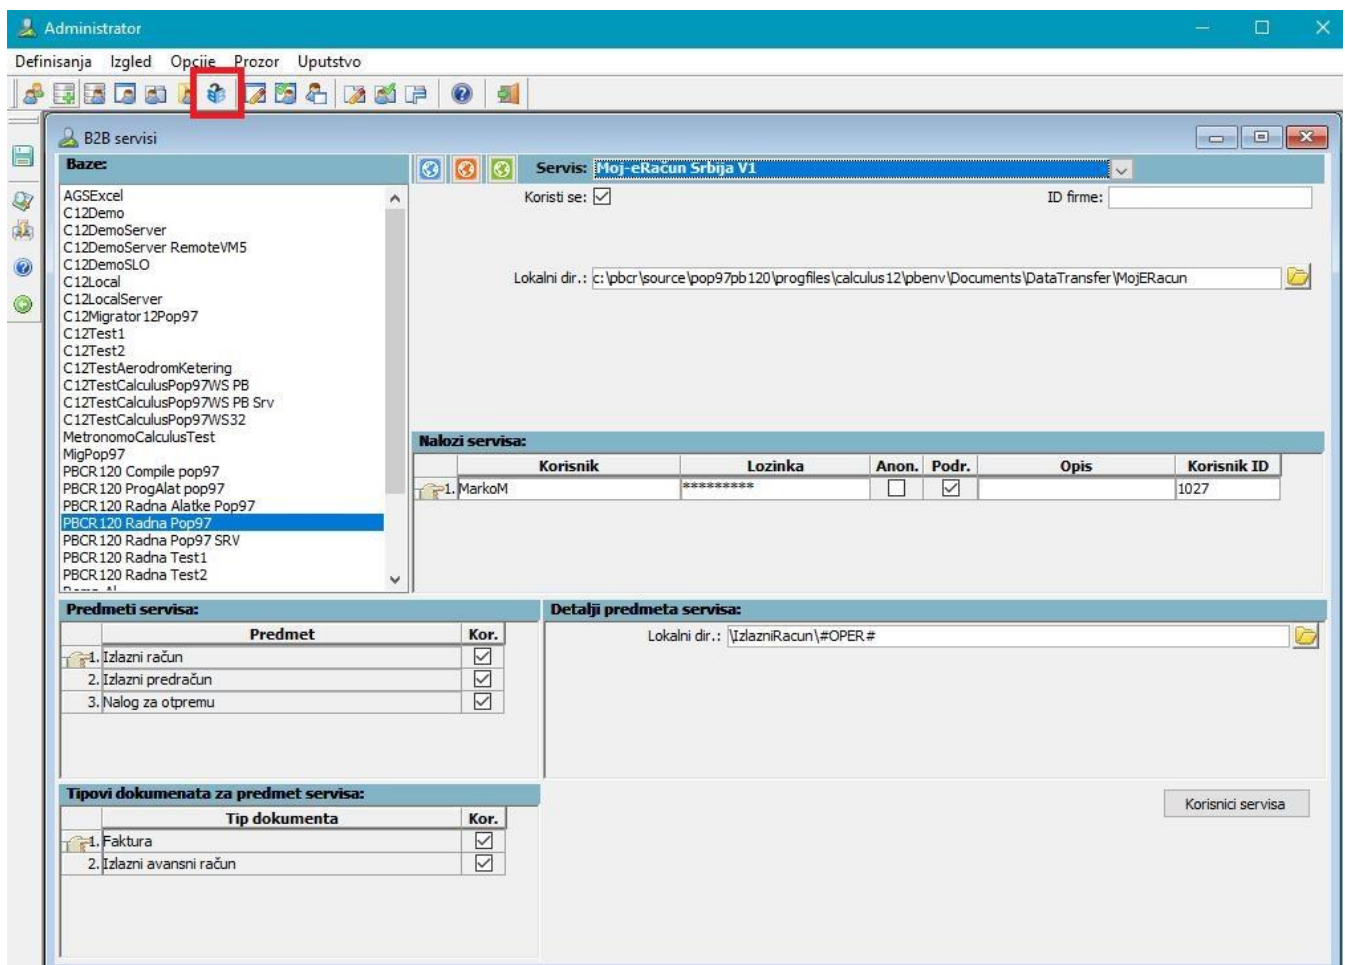 Administrator
Definisanja Izgled Opcije Prozor Uputstvo
B2B servisi
Baze:
Servis: Moj-eRačun Srbija V1
Koristi se:
ID firme:
Lokalni dir.: c:\pbcr\source\pop97pb120\progfiles\calculus12\pbenv\Documents\DataTransfer\MojERacun
AGSExcel
C12Demo
C12DemoServer
C12DemoServer RemoteVM5
C12DemoSLO
C12Local
C12LocalServer
C12Migrator12Pop97
C12Test1
C12Test2
C12TestAerodromKetering
C12TestCalculusPop97WS PB
C12TestCalculusPop97WS PB Srv
C12TestCalculusPop97WS32
MetronomoCalculusTest
MigPop97
PBCR120 Compile pop97
PBCR120 ProgAlat pop97
PBCR120 Radna Alatke Pop97
PBCR120 Radna Pop97
PBCR120 Radna Pop97 SRV
PBCR120 Radna Test1
PBCR120 Radna Test2
Nalozi servisa:
Korisnik Lozinka Anon. Podr. Opis Korisnik ID
1. MarkoM ********* 1027
Predmeti servisa:
Predmet Kor.
1. Izlazni račun
2. Izlazni predračun
3. Nalog za otpremu
Detalji predmeta servisa:
Lokalni dir.: \IzlazniRacun\#OPER#
Tipovi dokumenata za predmet servisa:
Tip dokumenta Kor.
1. Faktura
2. Izlazni avansni račun
Korisnici servisa